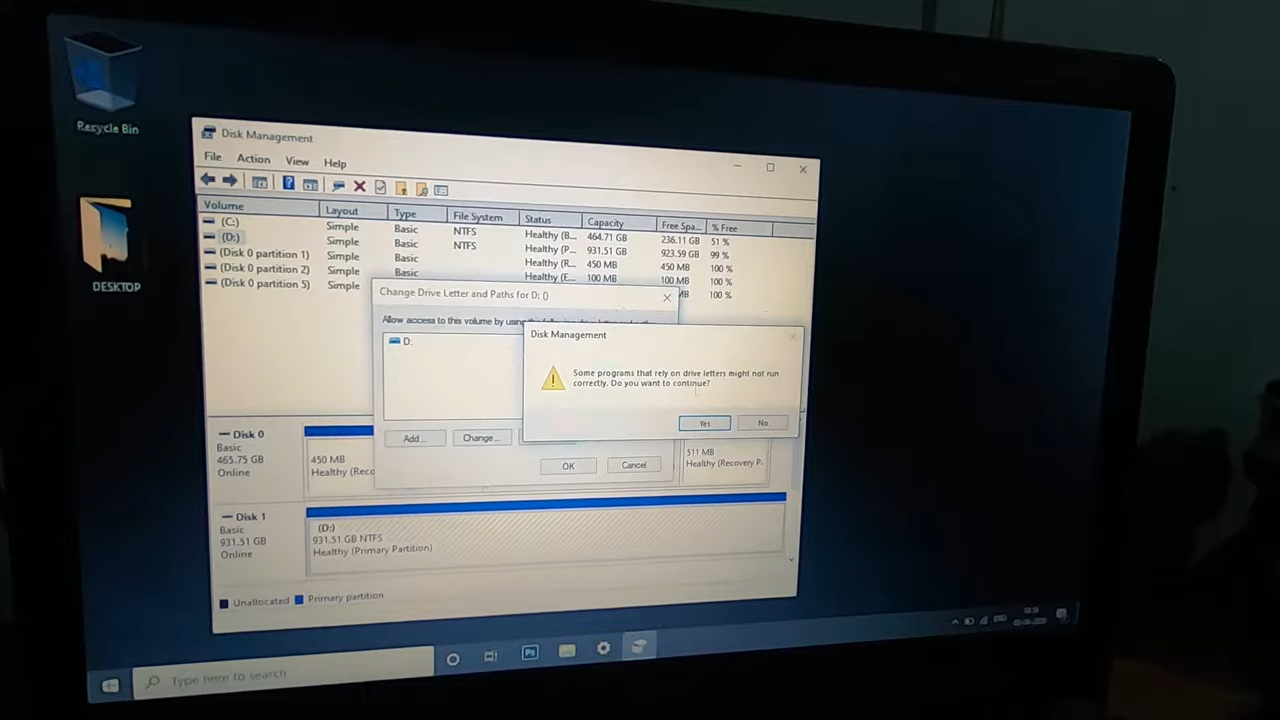 Recycle Bin
DESKTOP
Disk Management
File Action View Help
Volume Layout Type File System Status Capacity Free Spa... % Free
(C:) Simple Basic NTFS Healthy (B... 464.71 GB 236.11 GB 51 %
(D:) Simple Basic NTFS Healthy (P... 931.51 GB 923.59 GB 99 %
(Disk 0 partition 1) Simple Basic Healthy (R... 450 MB 450 MB 100 %
(Disk 0 partition 2) Simple Basic Healthy (E... 100 MB 100 MB 100 %
(Disk 0 partition 5) Simple MB 100 %
Change Drive Letter and Paths for D: ()
Allow access to this volume by using
D:
Add... Change...
OK Cancel
Disk Management
Some programs that rely on drive letters might not run
correctly. Do you want to continue?
Yes No
Disk 0
Basic
465.75 GB
Online
450 MB
Healthy (Reco
511 MB
Healthy (Recovery P.
Disk 1
Basic
931.51 GB
Online
(D:)
931.51 GB NTFS
Healthy (Primary Partition)
Unallocated Primary partition
Type here to search
Ps